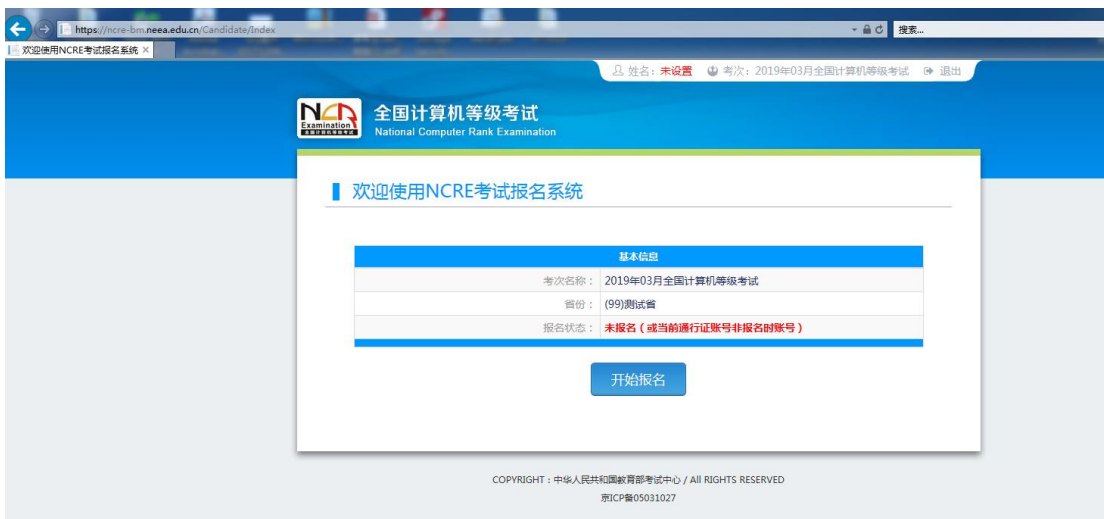 https://ncre-bm.neea.edu.cn/Candidate/Index
搜索...
欢迎使用NCRE考试报名系统 ×
姓名：未设置 考次：2019年03月全国计算机等级考试 退出
NCR
Examination
全国计算机等级考试
National Computer Rank Examination
欢迎使用NCRE考试报名系统
基本信息
考次名称： 2019年03月全国计算机等级考试
省份： (99)测试省
报名状态： 未报名（或当前通行证账号非报名时账号）
开始报名
COPYRIGHT：中华人民共和国教育部考试中心 / All RIGHTS RESERVED
京ICP备05031027